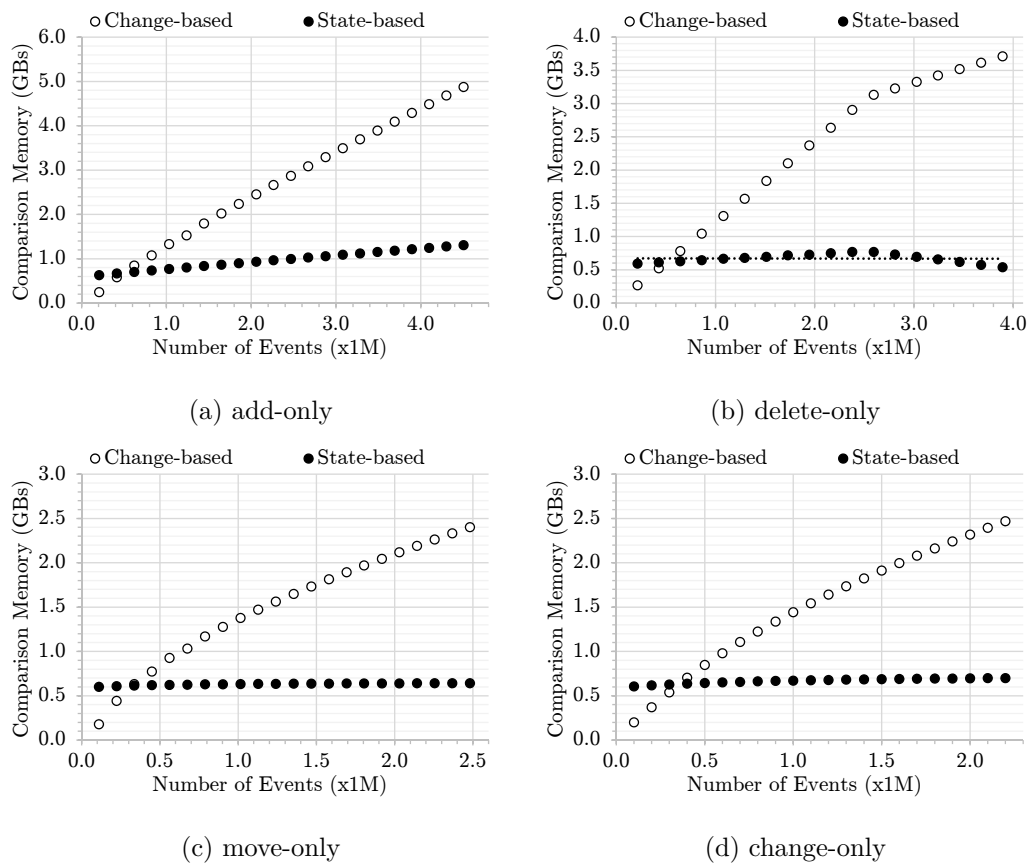 ○ Change-based ● State-based
Comparison Memory (GBs)
6.0
5.0
4.0
3.0
2.0
1.0
0.0
0.0 1.0 2.0 3.0 4.0
Number of Events (x1M)
(a) add-only
○ Change-based ● State-based
Comparison Memory (GBs)
4.0
3.5
3.0
2.5
2.0
1.5
1.0
0.5
0.0
0.0 1.0 2.0 3.0 4.0
Number of Events (x1M)
(b) delete-only
○ Change-based ● State-based
Comparison Memory (GBs)
3.0
2.5
2.0
1.5
1.0
0.5
0.0
0.0 0.5 1.0 1.5 2.0 2.5
Number of Events (x1M)
(c) move-only
○ Change-based ● State-based
Comparison Memory (GBs)
3.0
2.5
2.0
1.5
1.0
0.5
0.0
0.0 0.5 1.0 1.5 2.0
Number of Events (x1M)
(d) change-only